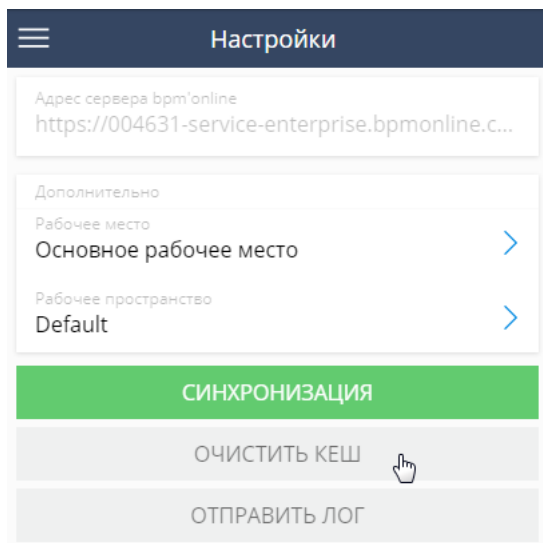 Настройки
Адрес сервера bpm'online
https://004631-service-enterprise.bpmonline.c...
Дополнительно
Рабочее место
Основное рабочее место
Рабочее пространство
Default
СИНХРОНИЗАЦИЯ
ОЧИСТИТЬ КЕШ
ОТПРАВИТЬ ЛОГ